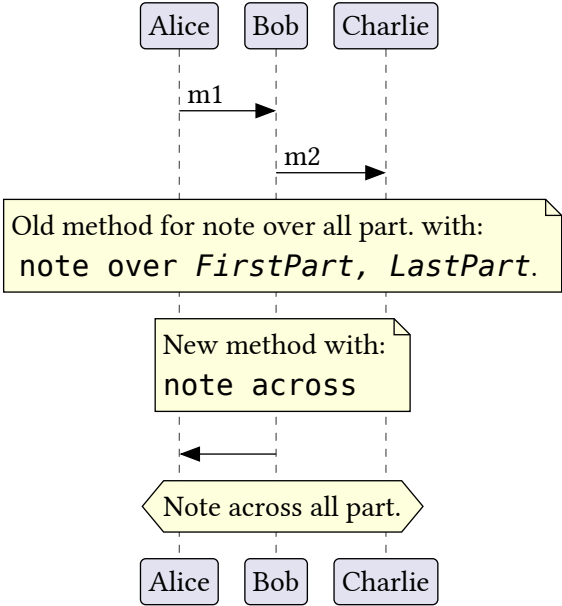 Alice Bob Charlie
m1
m2
Old method for note over all part. with:
note over FirstPart, LastPart.
New method with:
note across
Note across all part.
Alice Bob Charlie